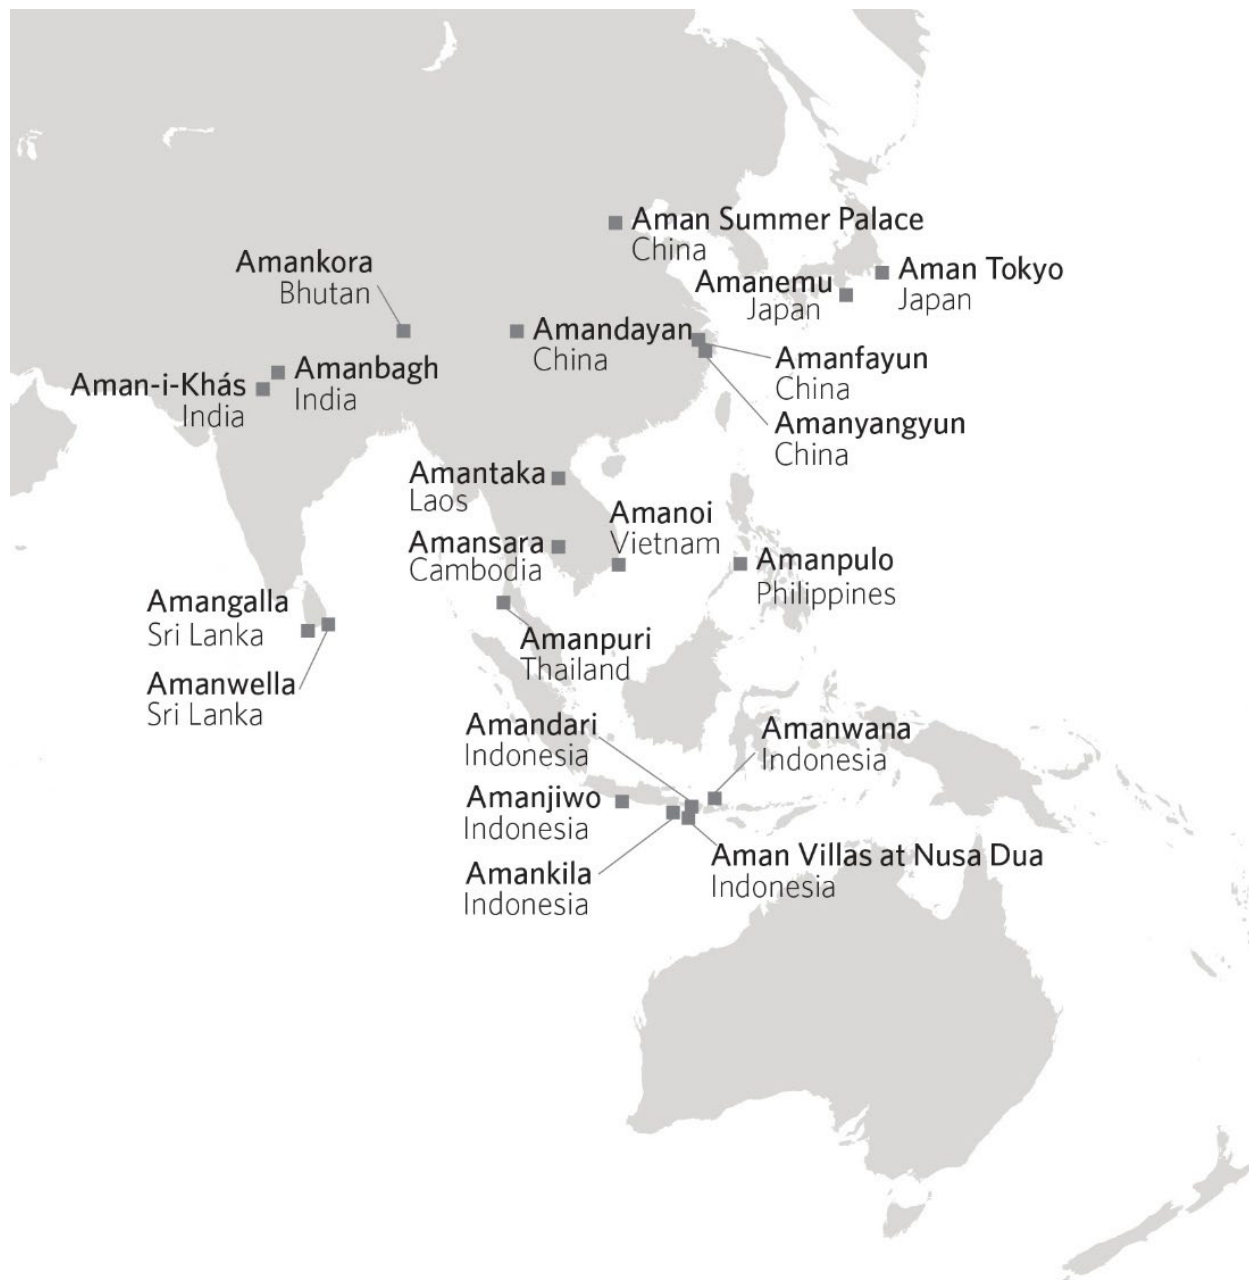 Aman Summer Palace
China
Amankora
Bhutan
Aman Tokyo
Japan
Amanemu
Japan
Amandayan
China
Amanfayun
China
Amanbagh
India
Aman-i-Khás
India
Amanyangyun
China
Amantaka
Laos
Amanoi
Vietnam
Amansara
Cambodia
Amanpulo
Philippines
Amangalla
Sri Lanka
Amanpuri
Thailand
Amanwella
Sri Lanka
Amandari
Indonesia
Amanwana
Indonesia
Amanjiwo
Indonesia
Aman Villas at Nusa Dua
Indonesia
Amankila
Indonesia